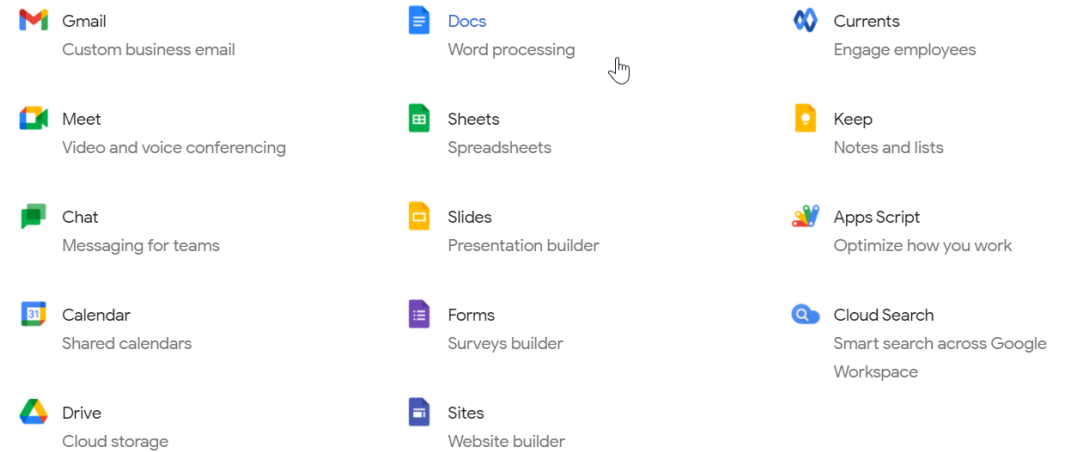 Gmail
Custom business email
Meet
Video and voice conferencing
Chat
Messaging for teams
Calendar
31
Shared calendars
Drive
Cloud storage
Docs
Word processing
Sheets
Spreadsheets
Slides
Presentation builder
Forms
Surveys builder
Sites
Website builder
Currents
Engage employees
Keep
Notes and lists
Apps Script
Optimize how you work
Cloud Search
Smart search across Google
Workspace